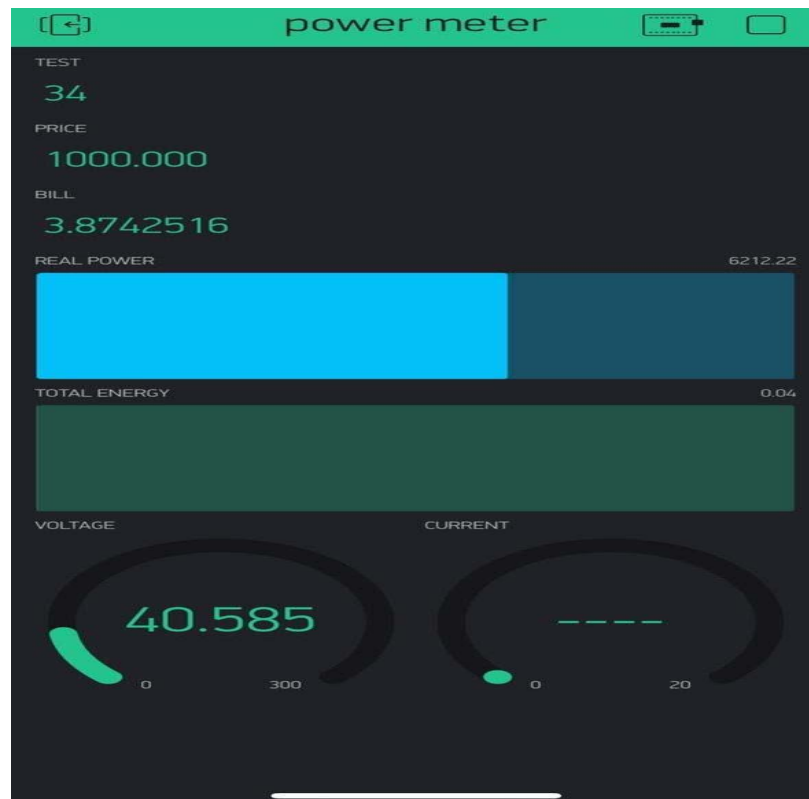 power meter
TEST
34
PRICE
1000.000
BILL
3.8742516
REAL POWER 6212.22
TOTAL ENERGY 0.04
VOLTAGE CURRENT
40.585 ----
0 300 0 20